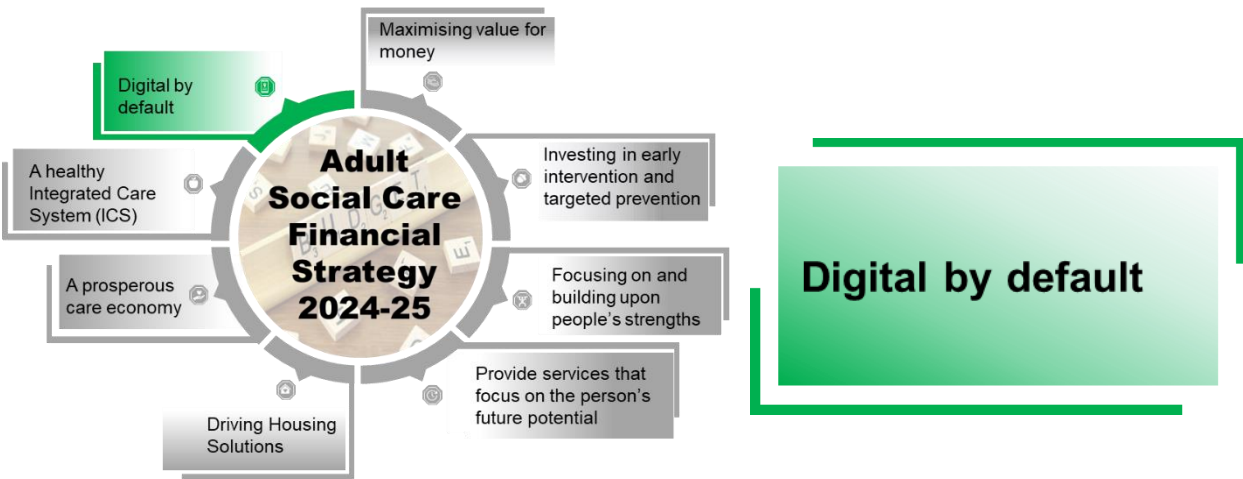 Maximising value for
money
Digital by
default
Investing in early
intervention and
targeted prevention
A healthy
Integrated Care
System (ICS)
Adult
Social Care
Financial
Strategy
2024-25
BUDGET
Focusing on and
building upon
people's strengths
A prosperous
care economy
Provide services that
focus on the person's
future potential
Driving Housing
Solutions
Digital by default